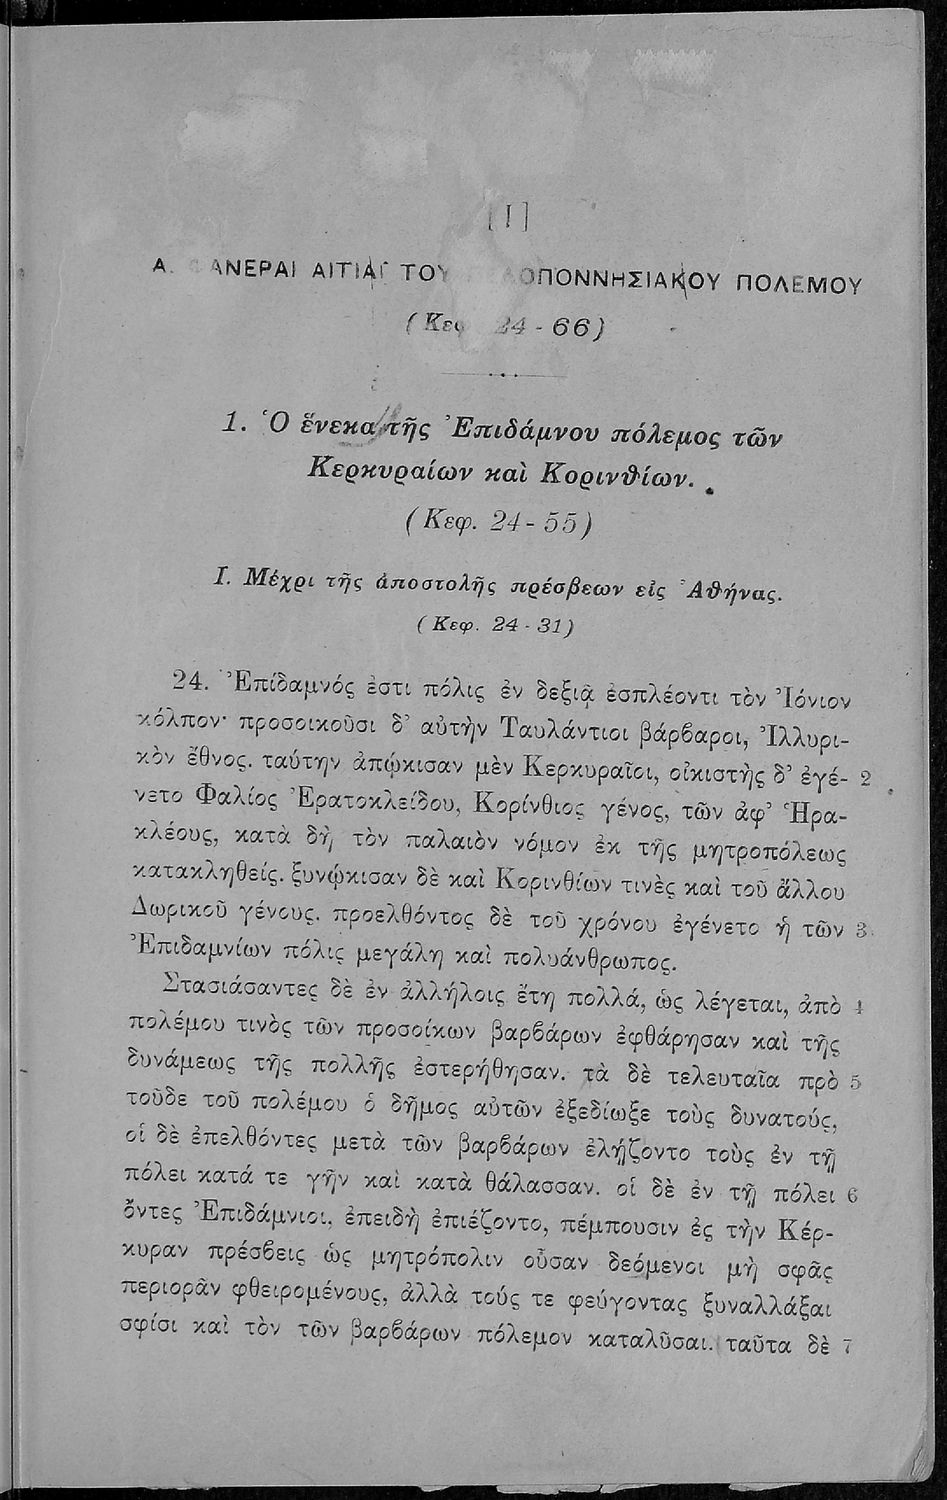 [I]
Α. ΦΑΝΕΡΑΙ ΑΙΤΙΑΙ ΤΟΥ ΠΕΛΟΠΟΝΝΗΣΙΑΚΟΥ ΠΟΛΕΜΟΥ
(Κεφ. 24 - 66)
1. Ὁ ἕνεκα τῆς Ἐπιδάμνου πόλεμος τῶν
Κερκυραίων καὶ Κορινθίων.
(Κεφ. 24 - 55)
I. Μέχρι τῆς ἀποστολῆς πρέσβεων εἰς Ἀθήνας.
(Κεφ. 24 - 31)
24. Ἐπίδαμνός ἐστι πόλις ἐν δεξιᾷ ἐσπλέοντι τὸν Ἰόνιον
κόλπον· προσοικοῦσι δ' αὐτὴν Ταυλάντιοι βάρβαροι, Ἰλλυρι-
κὸν ἔθνος. ταύτην ἀπῴκισαν μὲν Κερκυραῖοι, οἰκιστὴς δ' ἐγέ- 2
νετο Φαλίος Ἐρατοκλείδου, Κορίνθιος γένος, τῶν ἀφ' Ἡρα-
κλέους, κατὰ δὴ τὸν παλαιὸν νόμον ἐκ τῆς μητροπόλεως
κατακληθείς. ξυνῴκισαν δὲ καὶ Κορινθίων τινὲς καὶ τοῦ ἄλλου
Δωρικοῦ γένους. προελθόντος δὲ τοῦ χρόνου ἐγένετο ἡ τῶν 3
Ἐπιδαμνίων πόλις μεγάλη καὶ πολυάνθρωπος.
Στασιάσαντες δὲ ἐν ἀλλήλοις ἔτη πολλά, ὡς λέγεται, ἀπὸ 4
πολέμου τινὸς τῶν προσοίκων βαρβάρων ἐφθάρησαν καὶ τῆς
δυνάμεως τῆς πολλῆς ἐστερήθησαν. τὰ δὲ τελευταῖα πρὸ 5
τοῦδε τοῦ πολέμου ὁ δῆμος αὐτῶν ἐξεδίωξε τοὺς δυνατούς,
οἱ δὲ ἐπελθόντες μετὰ τῶν βαρβάρων ἐλῄζοντο τοὺς ἐν τῇ
πόλει κατά τε γῆν καὶ κατὰ θάλασσαν. οἱ δὲ ἐν τῇ πόλει 6
ὄντες Ἐπιδάμνιοι, ἐπειδὴ ἐπιέζοντο, πέμπουσιν ἐς τὴν Κέρ-
κυραν πρέσβεις ὡς μητρόπολιν οὖσαν δεόμενοι μὴ σφᾶς
περιορᾶν φθειρομένους, ἀλλὰ τούς τε φεύγοντας ξυναλλάξαι
σφίσι καὶ τὸν τῶν βαρβάρων πόλεμον καταλῦσαι. ταῦτα δὲ 7